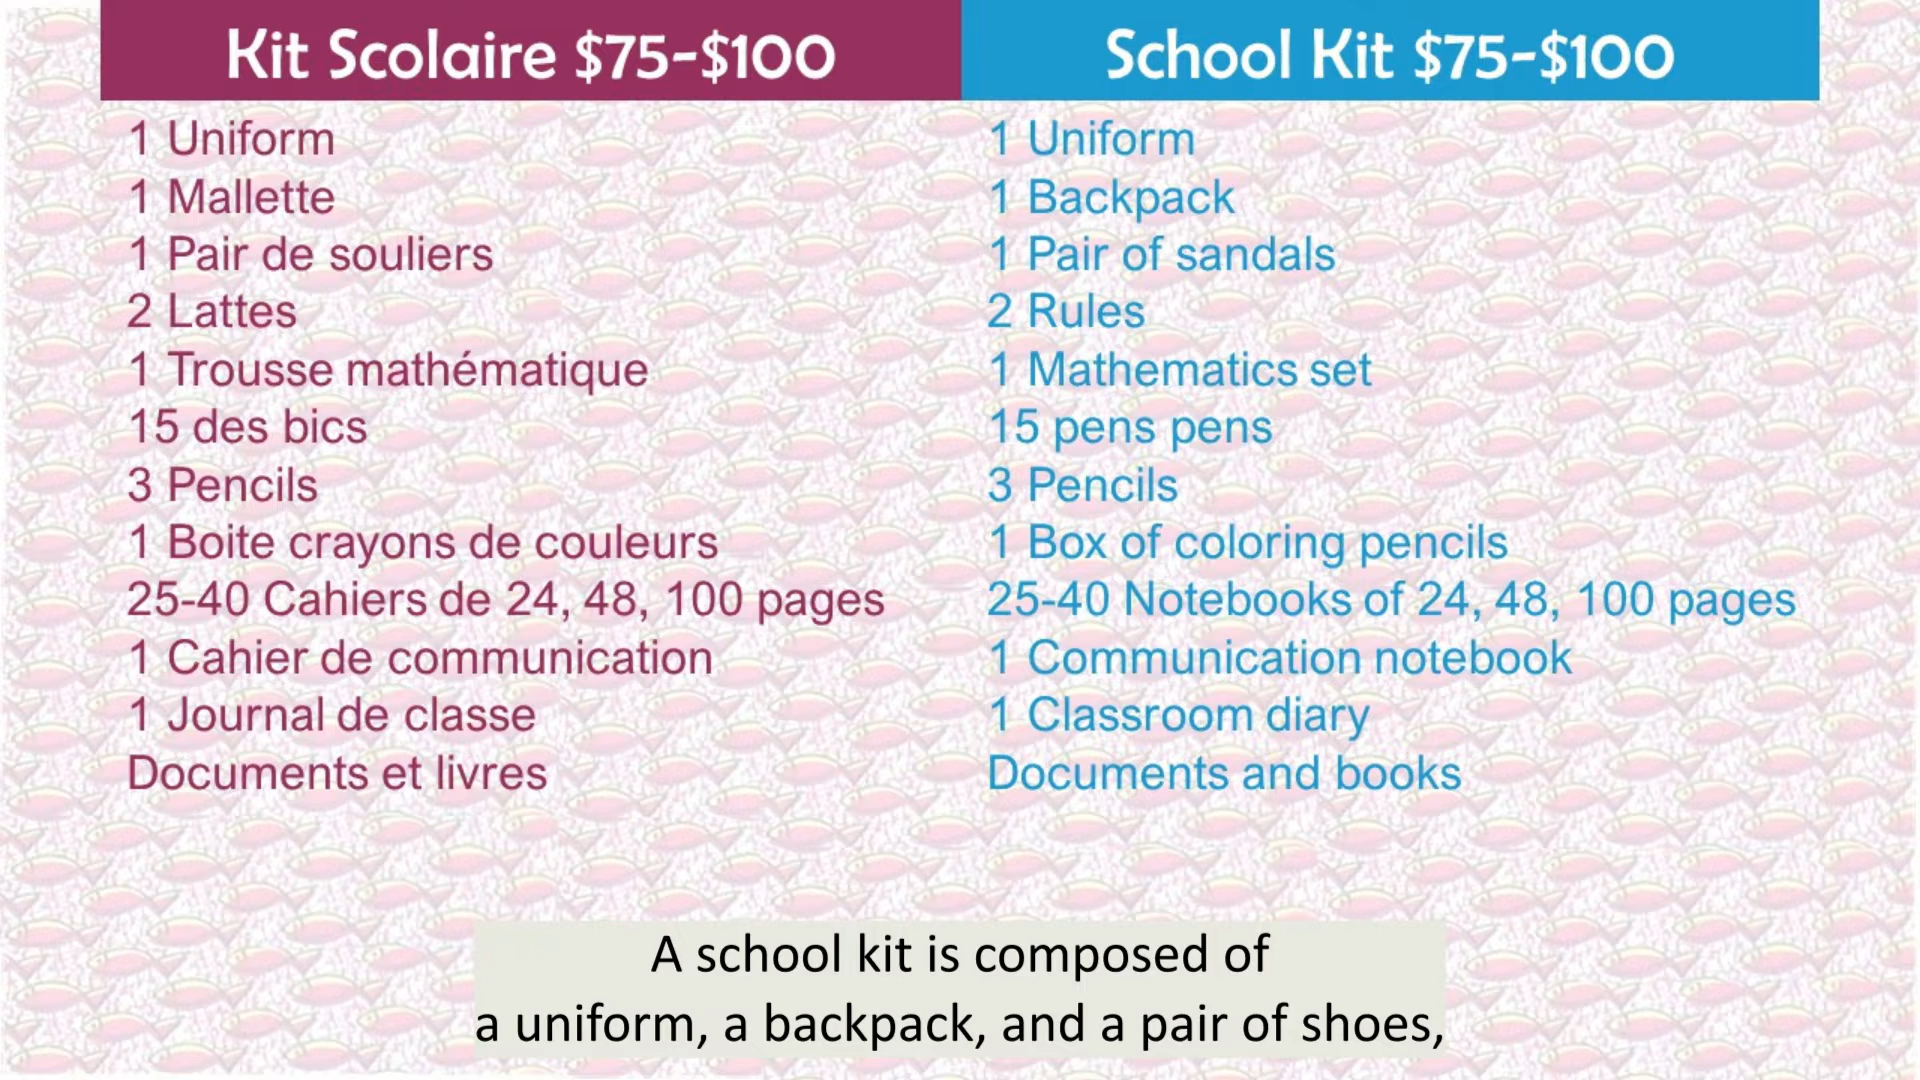 Kit Scolaire $75-$100
1 Uniform
1 Mallette
1 Pair de souliers
2 Lattes
1 Trousse mathématique
15 des bics
3 Pencils
1 Boite crayons de couleurs
25-40 Cahiers de 24, 48, 100 pages
1 Cahier de communication
1 Journal de classe
Documents et livres
School Kit $75-$100
1 Uniform
1 Backpack
1 Pair of sandals
2 Rules
1 Mathematics set
15 pens pens
3 Pencils
1 Box of coloring pencils
25-40 Notebooks of 24, 48, 100 pages
1 Communication notebook
1 Classroom diary
Documents and books
A school kit is composed of
a uniform, a backpack, and a pair of shoes,